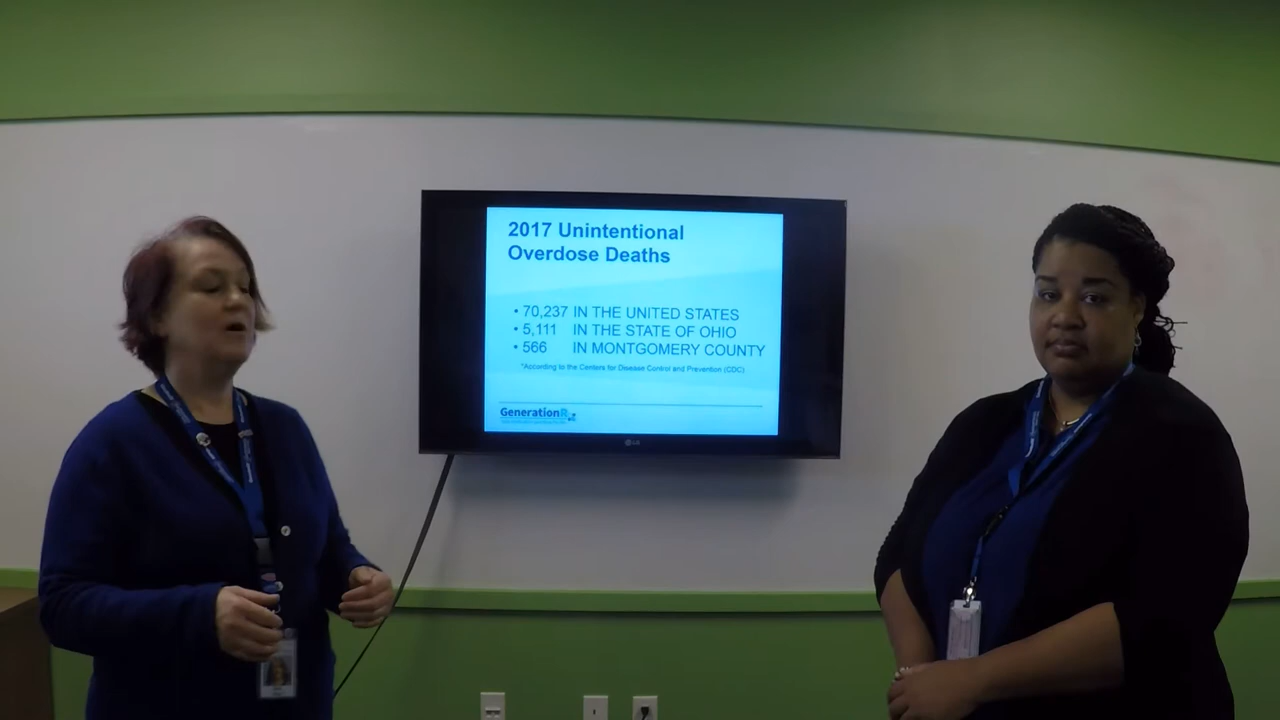 2017 Unintentional
Overdose Deaths
• 70,237 IN THE UNITED STATES
• 5,111 IN THE STATE OF OHIO
• 566 IN MONTGOMERY COUNTY
*According to the Centers for Disease Control and Prevention (CDC)
GenerationRx
LG